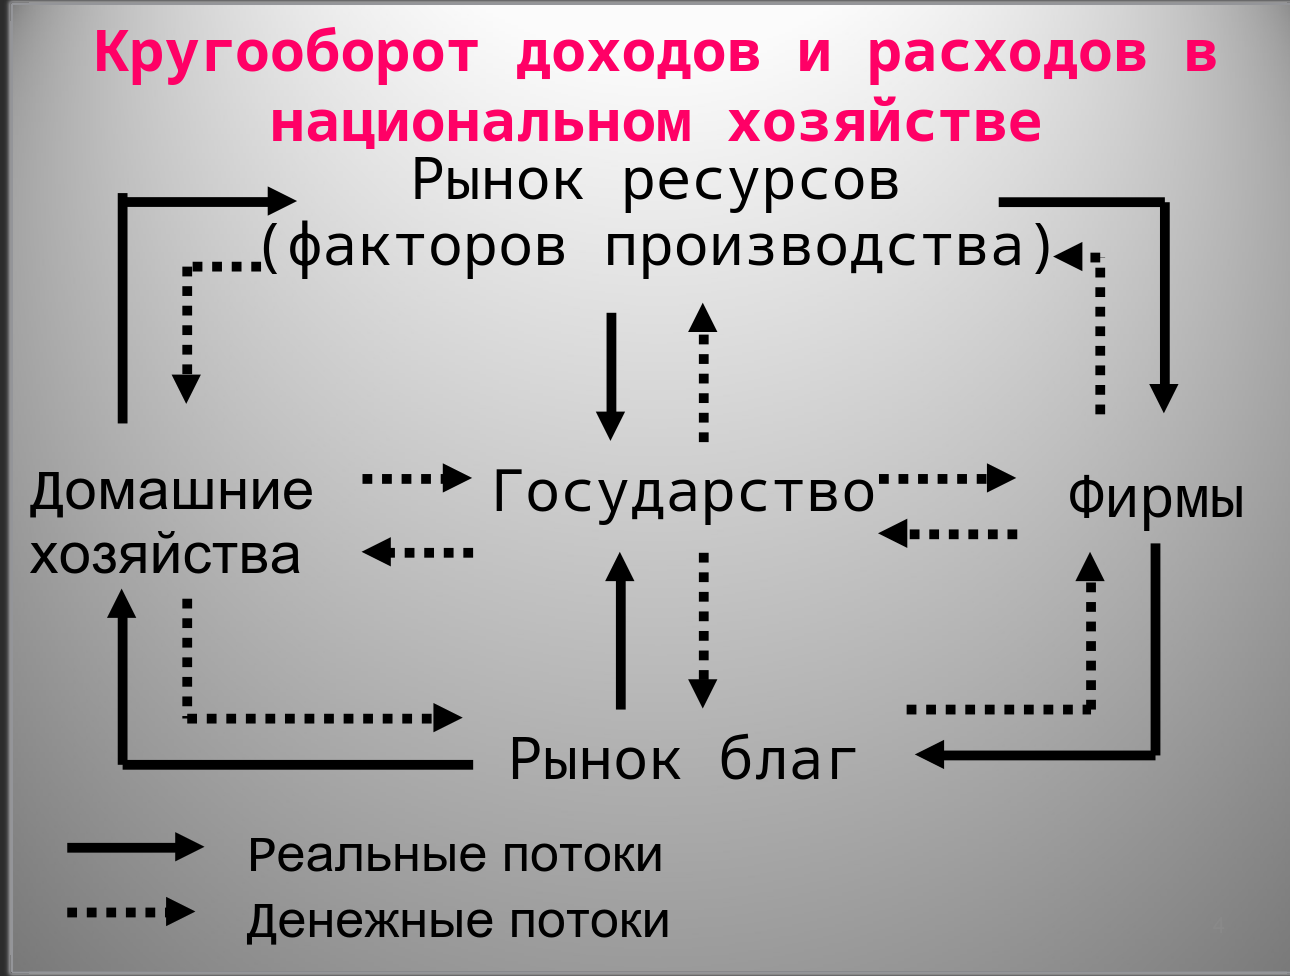 Кругооборот доходов и расходов в
национальном хозяйстве
Рынок ресурсов
(факторов производства)
Домашние
хозяйства
Государство
Фирмы
Рынок благ
Реальные потоки
Денежные потоки
4